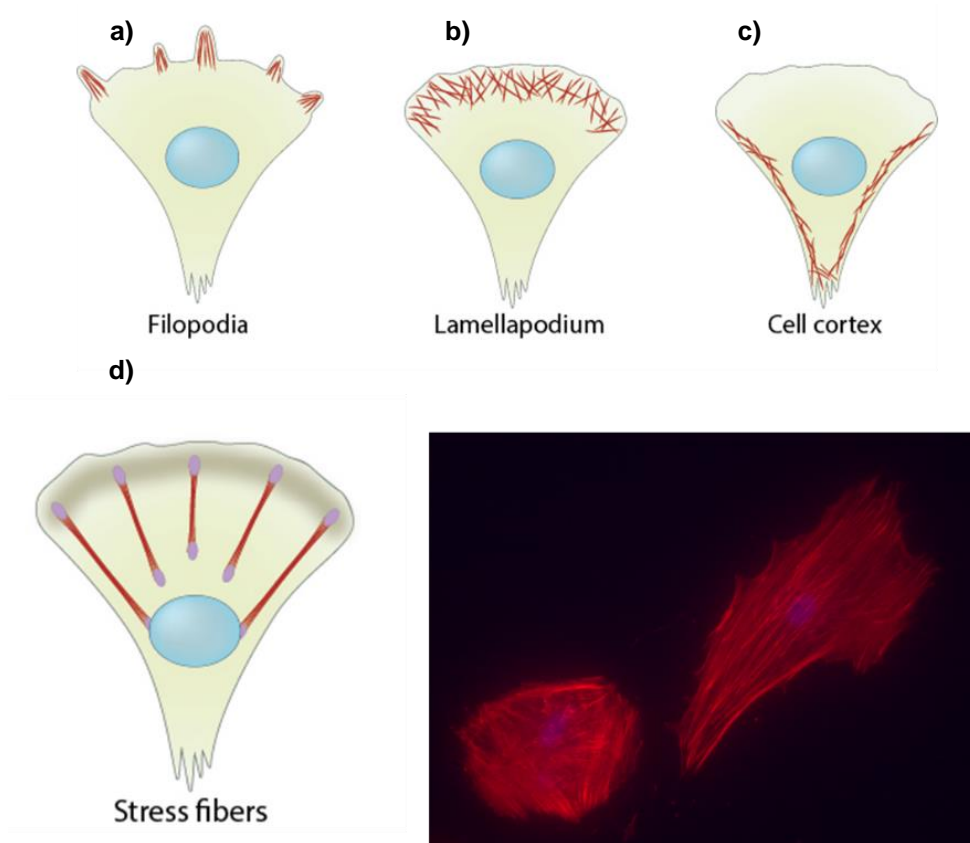 a)
b)
c)
Filopodia
Lamellapodium
Cell cortex
d)
Stress fibers